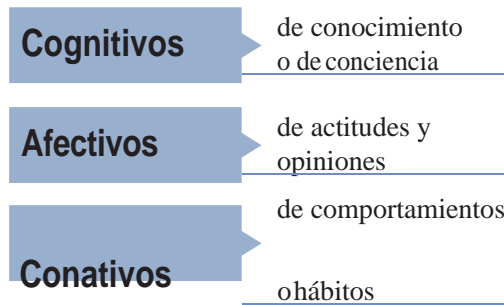 Cognitivos
de conocimiento
o de conciencia
Afectivos
de actitudes y
opiniones
Conativos
de comportamientos
o hábitos